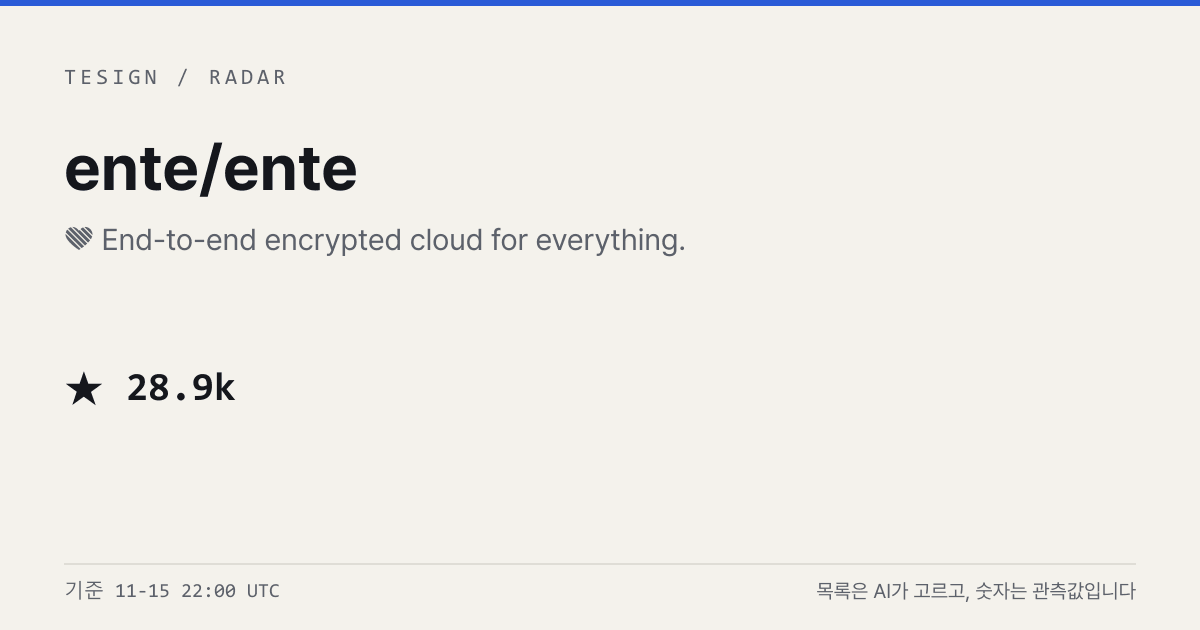 TESIGN / RADAR
ente/ente
💚 End-to-end encrypted cloud for everything.
★ 28.9k
기준 11-15 22:00 UTC
목록은 AI가 고르고, 숫자는 관측값입니다